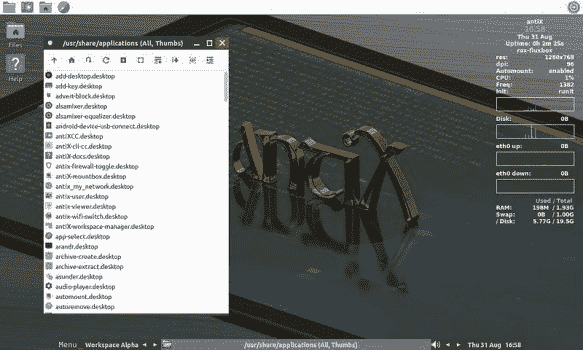 Files
Help
/usr/share/applications (All, Thumbs)
add-desktop.desktop
add-key.desktop
advert-block.desktop
alsamixer.desktop
alsamixer-equalizer.desktop
android-device-usb-connect.desktop
antiXCC.desktop
antiX-cli-cc.desktop
antiX-docs.desktop
antix-firewall-toggle.desktop
antiX-mountbox.desktop
antix_my_network.desktop
antix-user.desktop
antix-viewer.desktop
antix-wifi-switch.desktop
antiX-workspace-manager.desktop
app-select.desktop
arandr.desktop
archive-create.desktop
archive-extract.desktop
asunder.desktop
audio-player.desktop
automount.desktop
autoremove.desktop
antiX
16:58
Thu 31 Aug
Uptime: 0h 2m 25s
rox-fluxbox
res: 1280x768
dpi: 96
Automount: enabled
CPU: 1%
Freq: 1382
Init: runit
Disk: 0B
eth0 up: 0B
eth0 down: 0B
Used / Total
RAM: 198M / 1.93G
Swap: 0B / 1.00G
/ Disk: 5.77G / 19.5G
antiX
Menu Workspace Alpha /usr/share/applications (All, Thumbs) Thu 31 Aug 16:58